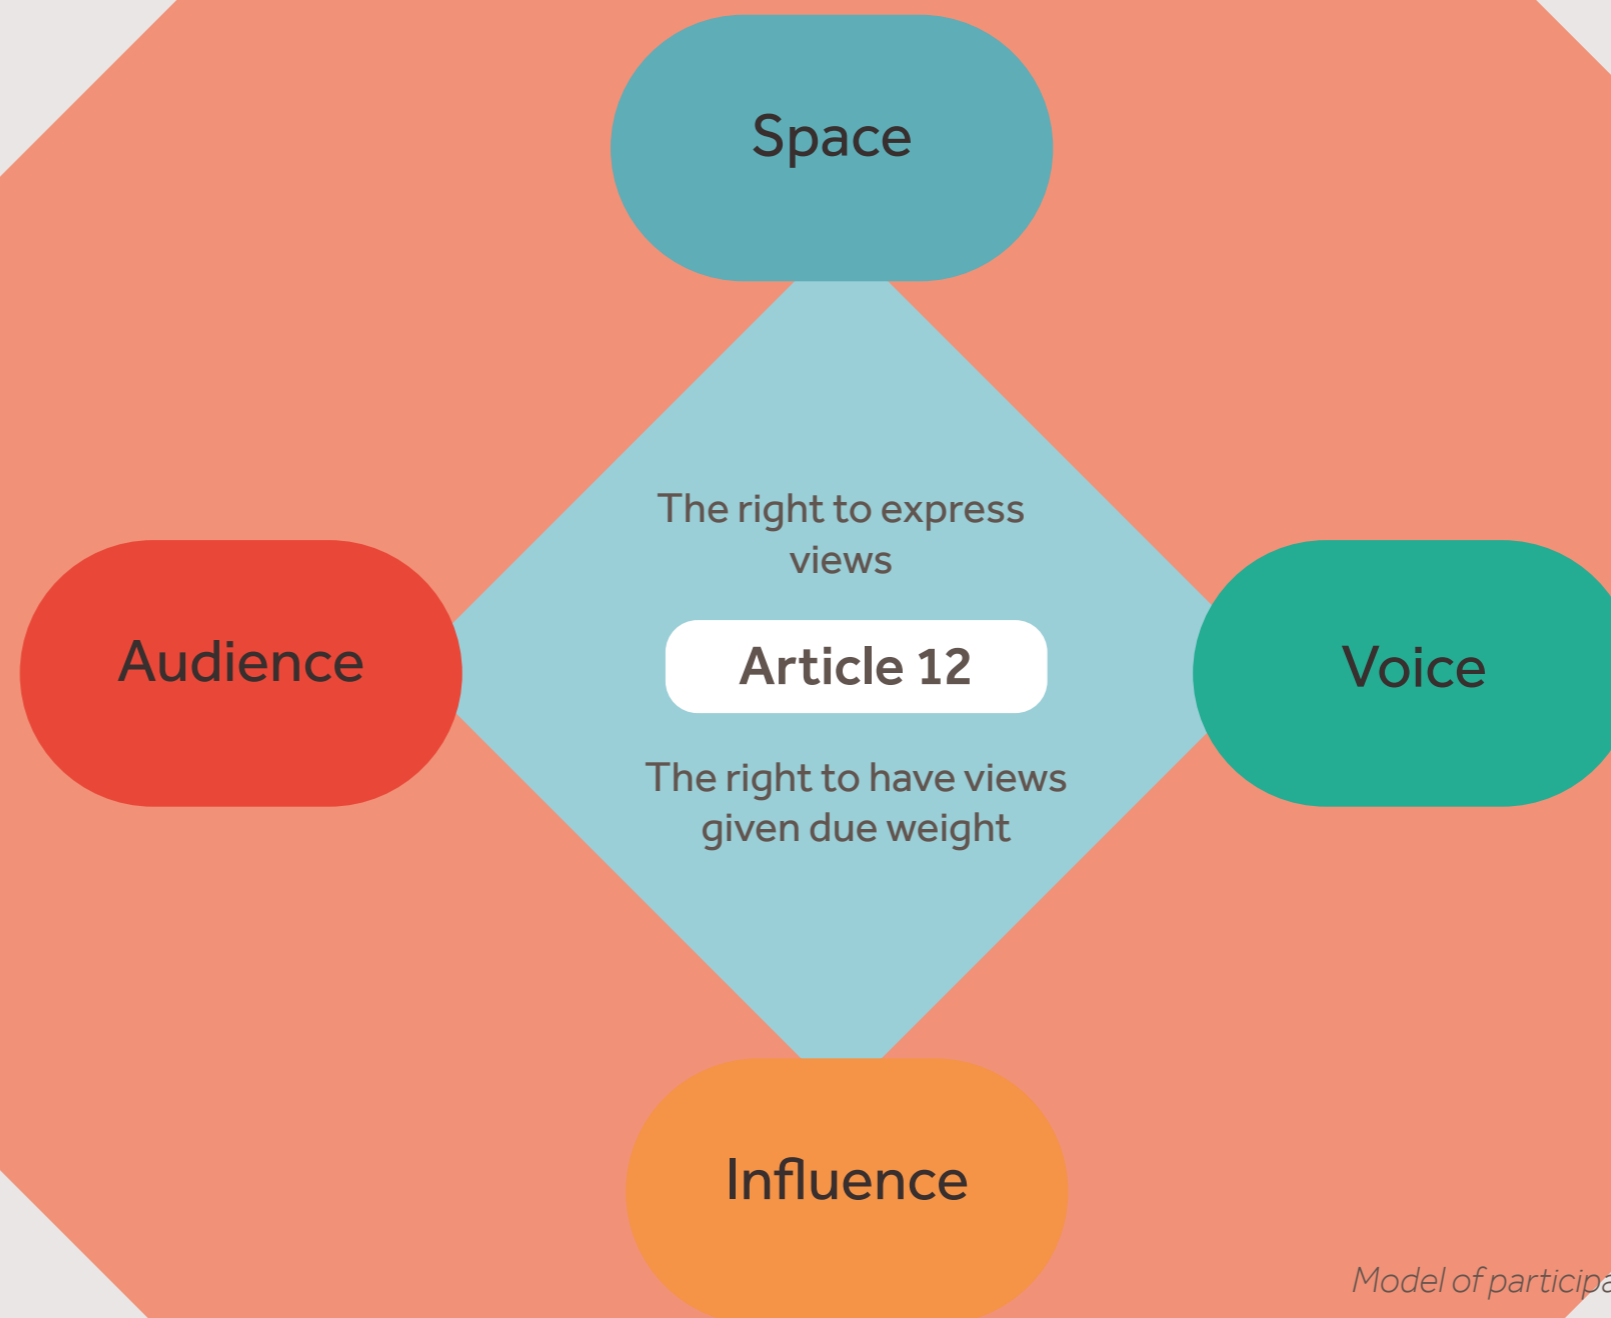 Space
The right to express
views
Audience
Article 12
Voice
The right to have views
given due weight
Influence
Model of